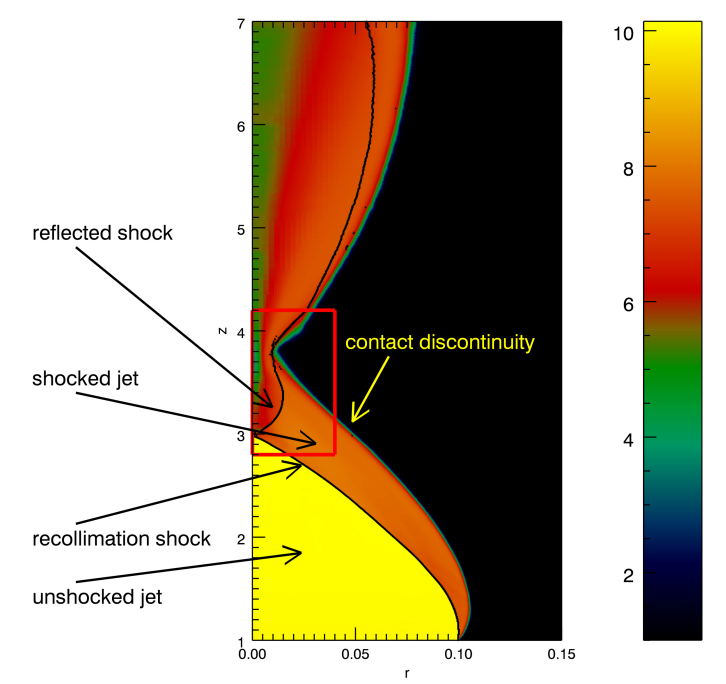 7
6
5
4
3
2
1
z
0.00 0.05 0.10 0.15
r
reflected shock
shocked jet
recollimation shock
unshocked jet
contact discontinuity
10
8
6
4
2